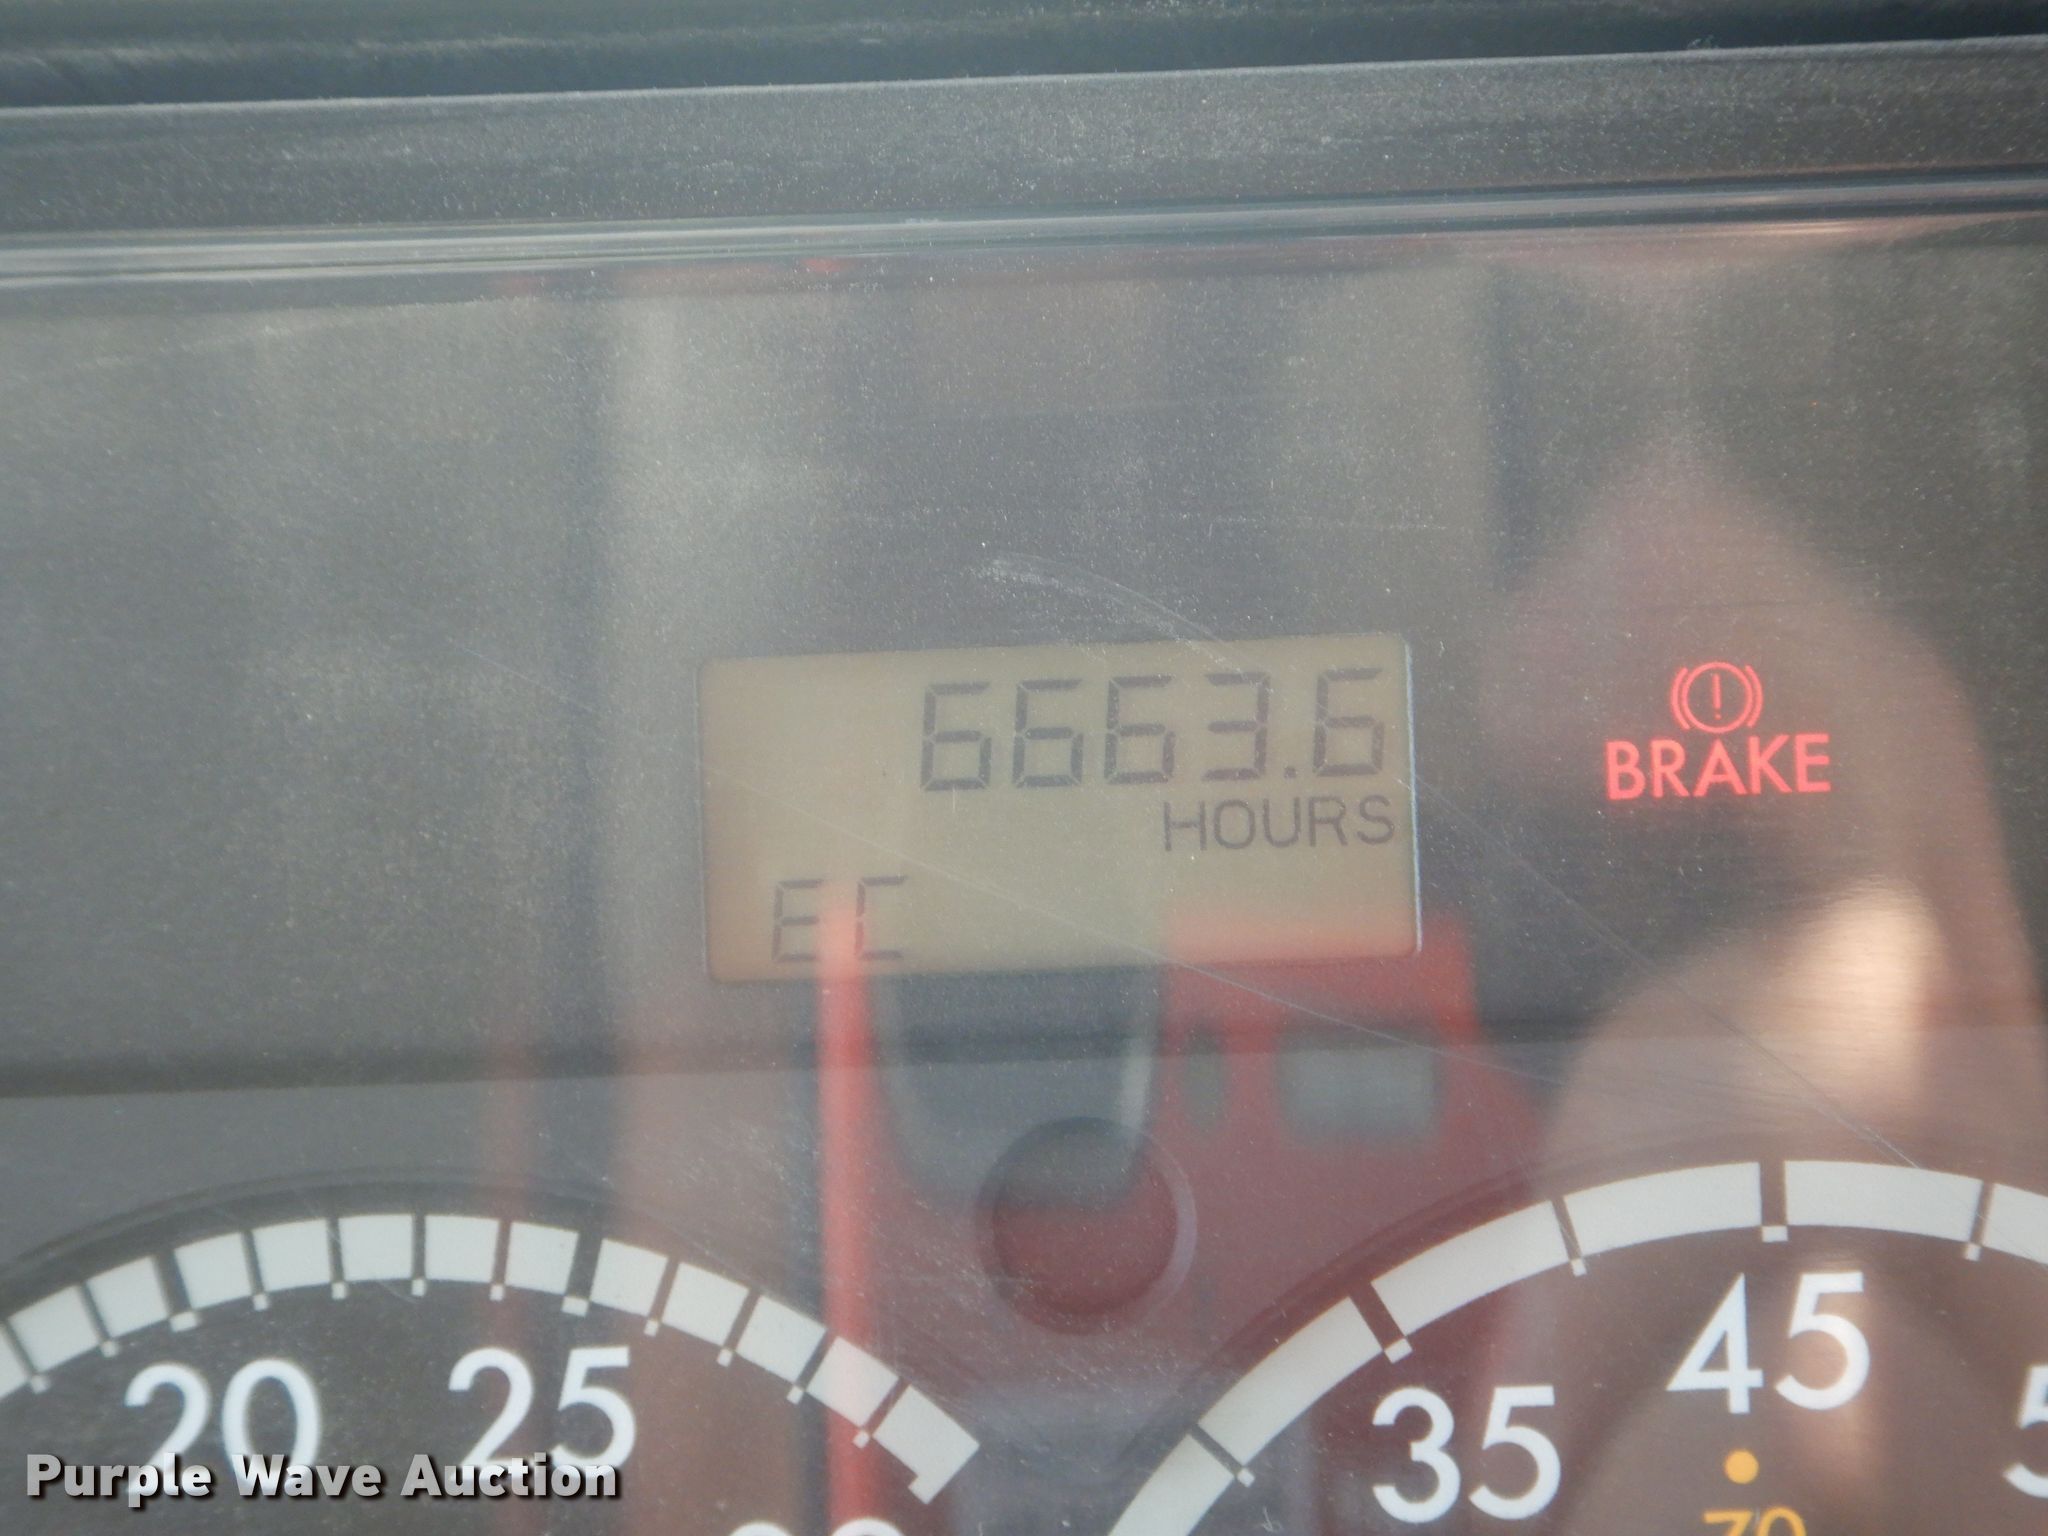 6663.6
HOURS
EC
BRAKE
20 25
35 45
70
Purple Wave Auction